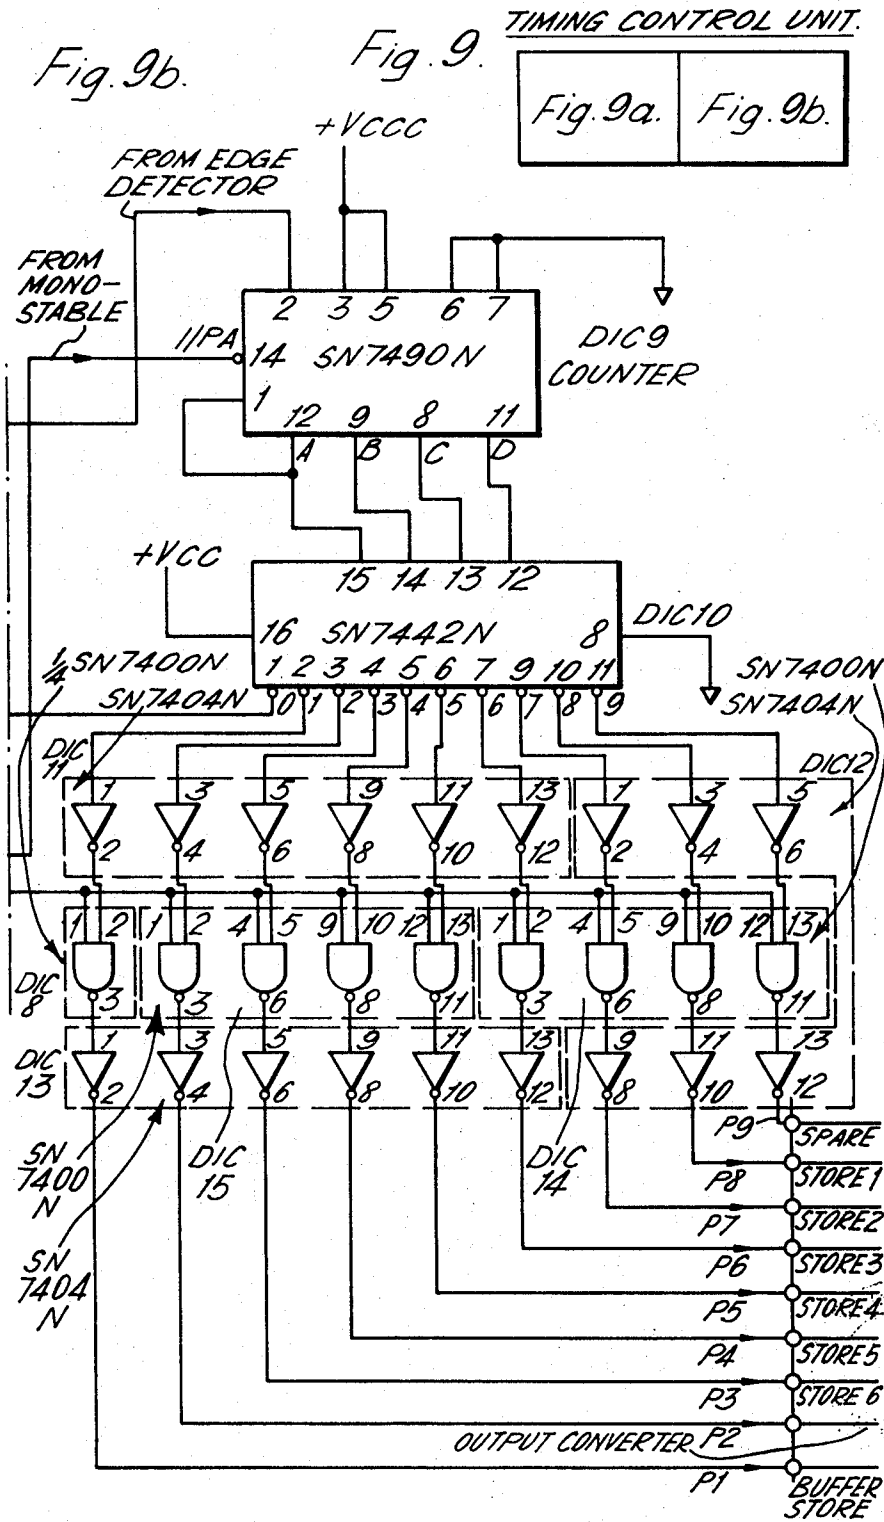 TIMING CONTROL UNIT.
Fig. 9b.
Fig. 9.
Fig. 9a.
Fig. 9b.
+VCCC
FROM EDGE
DETECTOR
FROM
MONO-
STABLE
2 3 5 6 7
I/PA
14 SN7490N
1
12 9 8 11
A B C D
DIC9
COUNTER
+VCC
15 14 13 12
16 SN7442N 8
DIC10
1 2 3 4 5 6 7 9 10 11
0 1 2 3 4 5 6 7 8 9
1/4 SN7400N
SN7404N
SN7400N
SN7404N
DIC
11
DIC12
1 3 5 9 11 13 1 3 5
2 4 6 8 10 12 2 4 6
1 2 1 2 4 5 9 10 12 13 1 2 4 5 9 10 12 13
3 3 6 8 11 3 6 8 11
DIC
8
DIC
13
1 3 5 9 11 13 9 11 13
2 4 6 8 10 12 8 10 12
SN
7400
N
DIC
15
DIC
14
SN
7404
N
P9 SPARE
P8 STORE 1
P7 STORE 2
P6 STORE 3
P5 STORE 4
P4 STORE 5
P3 STORE 6
OUTPUT CONVERTER P2
P1 BUFFER
STORE